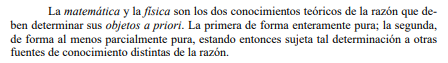 La matemática y la física son los dos conocimientos teóricos de la razón que de-
ben determinar sus objetos a priori. La primera de forma enteramente pura; la segunda,
de forma al menos parcialmente pura, estando entonces sujeta tal determinación a otras
fuentes de conocimiento distintas de la razón.